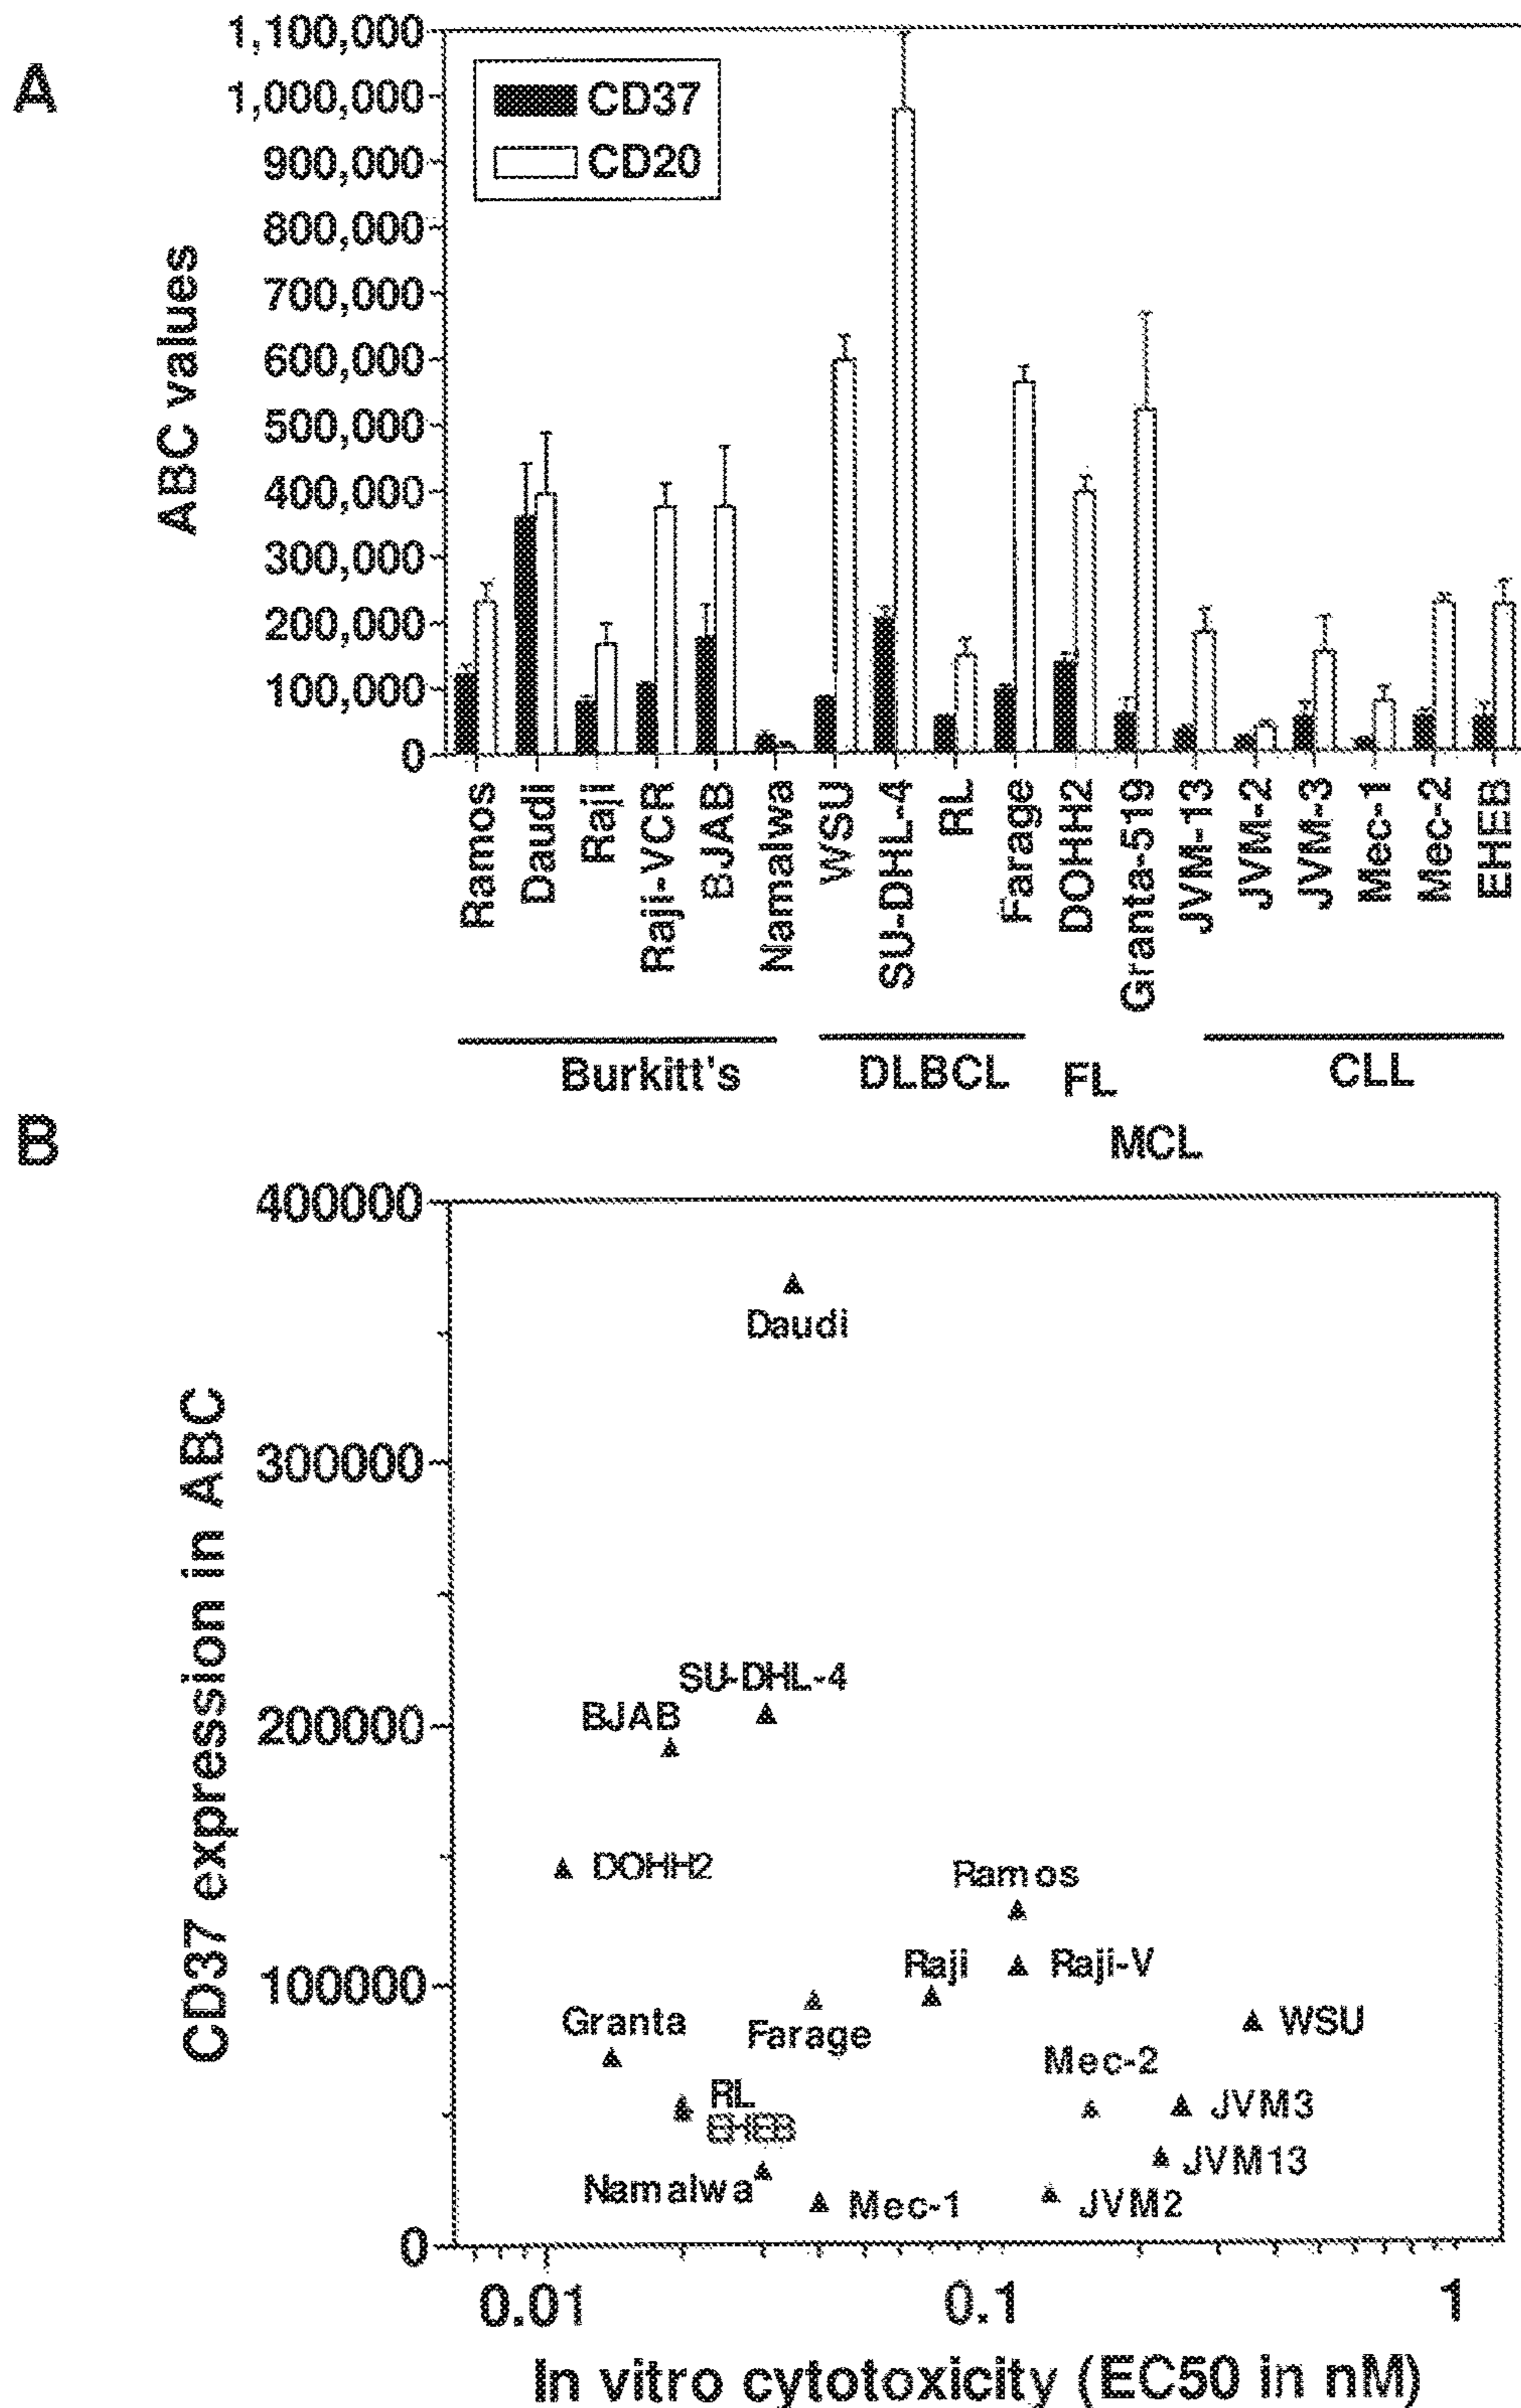 A
1,100,000
1,000,000
900,000
800,000
700,000
600,000
500,000
400,000
300,000
200,000
100,000
0
ABC values
CD37
CD20
Ramos
Daudi
Raji
Raji-VCR
BJAB
Namalwa
WSU
SU-DHL-4
RL
Farage
DOHH2
Granta-519
JVM-13
JVM-2
JVM-3
Mec-1
Mec-2
EHEB
Burkitt's
DLBCL
FL
MCL
CLL
B
400000
300000
200000
100000
0
CD37 expression in ABC
Daudi
SU-DHL-4
BJAB
DOHH2
Ramos
Raji
Raji-V
Granta
Farage
WSU
Mec-2
RL
EHEB
JVM3
JVM13
Namalwa
Mec-1
JVM2
0.01
0.1
1
In vitro cytotoxicity (EC50 in nM)